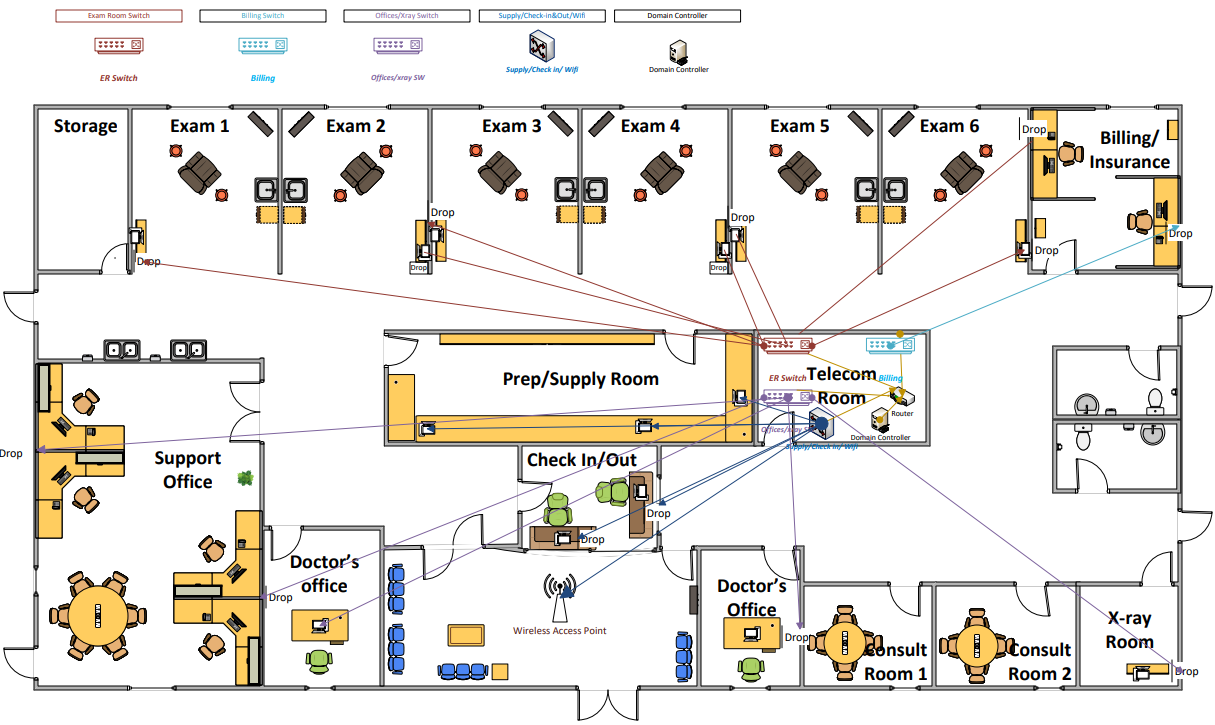 Exam Room Switch
Billing Switch
Offices/Xray Switch
Supply/Check-in&Out/Wifi
Domain Controller
ER Switch
Billing
Offices/xray SW
Supply/Check in/ Wifi
Domain Controller
Storage
Exam 1
Exam 2
Exam 3
Exam 4
Exam 5
Exam 6
Drop
Billing/
Insurance
Drop
Drop
Drop
Drop
Drop
Drop
Drop
Prep/Supply Room
ER Switch
Telecom
Room
Billing
Router
Offices/xray
Domain Controller
Supply/Check in/ Wifi
Drop
Support
Office
Check In/Out
Drop
Drop
Doctor's
office
Drop
Wireless Access Point
Doctor's
Office
Drop
Consult
Room 1
Consult
Room 2
X-ray
Room
Drop